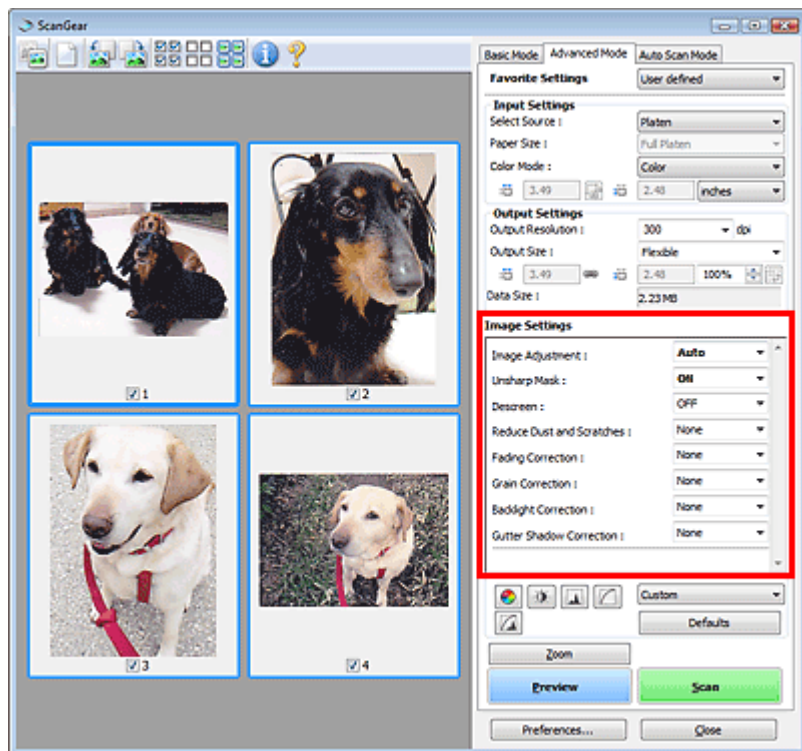 ScanGear
Basic Mode Advanced Mode Auto Scan Mode
Favorite Settings User defined
Input Settings
Select Source : Platen
Paper Size : Full Platen
Color Mode : Color
3.49 2.48 inches
Output Settings
Output Resolution : 300 dpi
Output Size : Flexible
3.49 2.48 100%
Data Size : 2.23 MB
Image Settings
Image Adjustment : Auto
Unsharp Mask : ON
Descreen : OFF
Reduce Dust and Scratches : None
Fading Correction : None
Grain Correction : None
Backlight Correction : None
Gutter Shadow Correction : None
Custom
Defaults
Zoom
Preview Scan
Preferences... Close
1
2
3
4